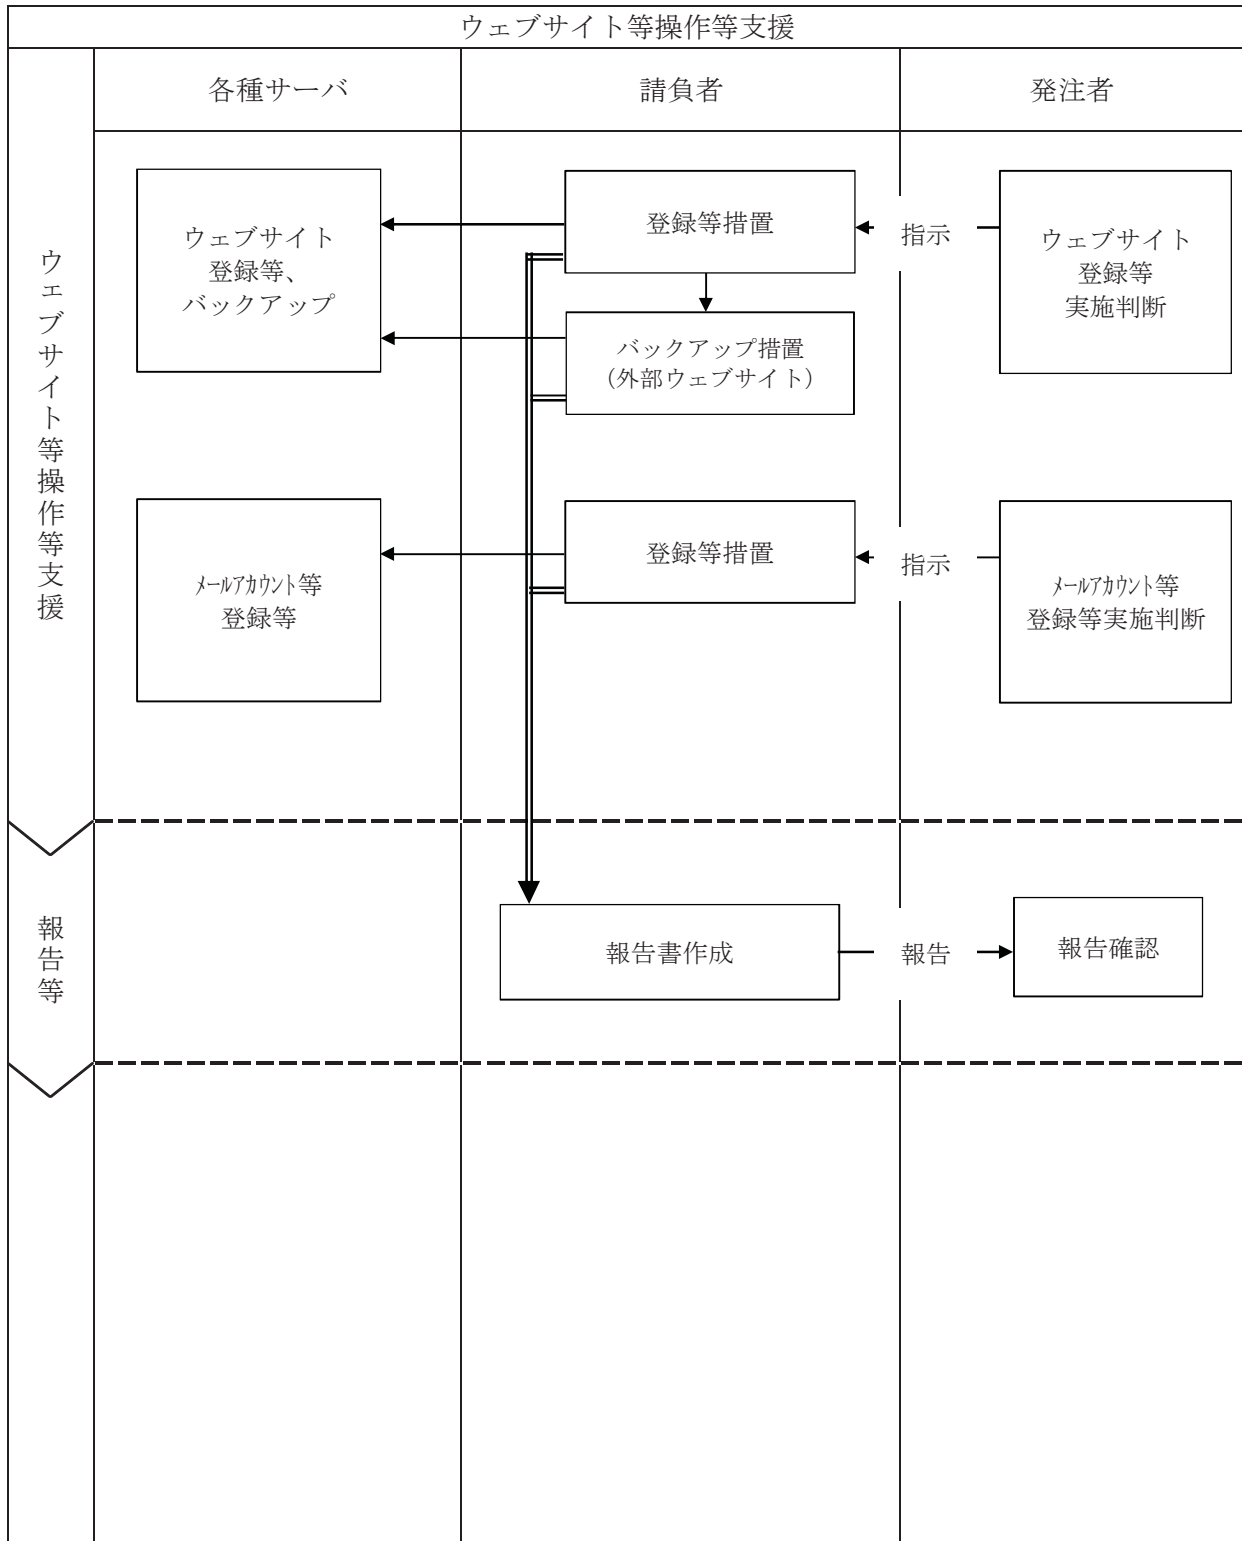 ウェブサイト等操作等支援
各種サーバ
請負者
発注者
ウェブサイト等操作等支援
ウェブサイト
登録等、
バックアップ
登録等措置
指示
ウェブサイト
登録等
実施判断
バックアップ措置
（外部ウェブサイト）
ﾒｰﾙｱｶｳﾝﾄ等
登録等
登録等措置
指示
ﾒｰﾙｱｶｳﾝﾄ等
登録等実施判断
報告等
報告書作成
報告
報告確認